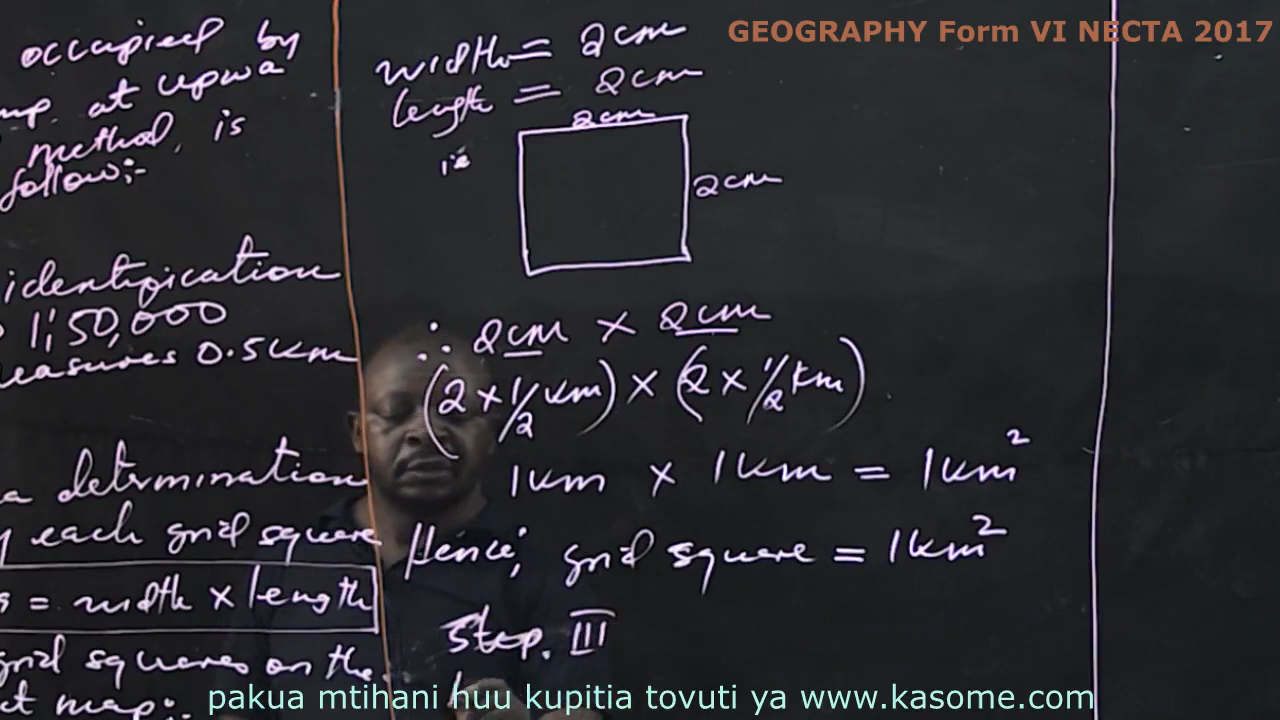 GEOGRAPHY Form VI NECTA 2017
occupied by
at upwa
method, is
follow:-
identification
1:50,000
measures 0.5km
determination
each grid square
= width x length
grid squares on the
map:-
width = 2cm
length = 2cm
2cm
ie
2cm
∴ 2cm x 2cm
(2 x 1/2 km) x (2 x 1/2 km)
1km x 1km = 1km²
Hence; grid square = 1km²
Step. III
pakua mtihani huu kupitia tovuti ya www.kasome.com